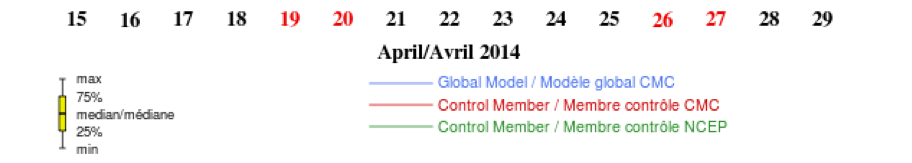 15 16 17 18 19 20 21 22 23 24 25 26 27 28 29
April/Avril 2014
max
75%
median/médiane
25%
min
Global Model / Modèle global CMC
Control Member / Membre contrôle CMC
Control Member / Membre contrôle NCEP